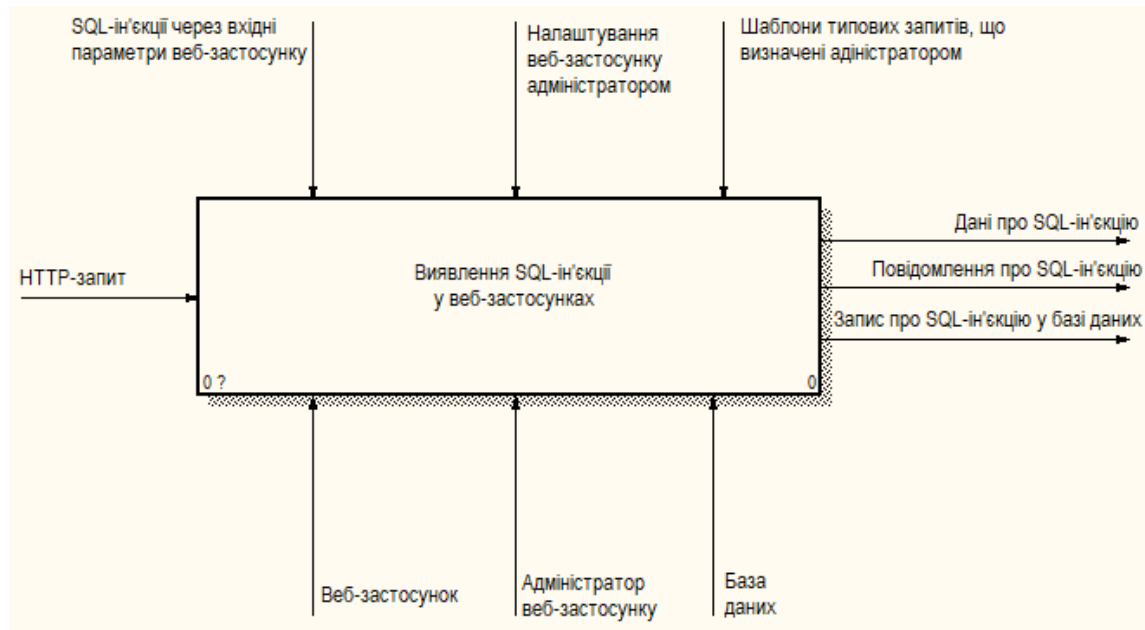 SQL-ін'єкції через вхідні
параметри веб-застосунку
Налаштування
веб-застосунку
адміністратором
Шаблони типових запитів, що
визначені адіністратором
Дані про SQL-ін'єкцію
HTTP-запит
Виявлення SQL-ін'єкції
у веб-застосунках
Повідомлення про SQL-ін'єкцію
Запис про SQL-ін'єкцію у базі даних
0 ?
0
Веб-застосунок
Адміністратор
веб-застосунку
База
даних